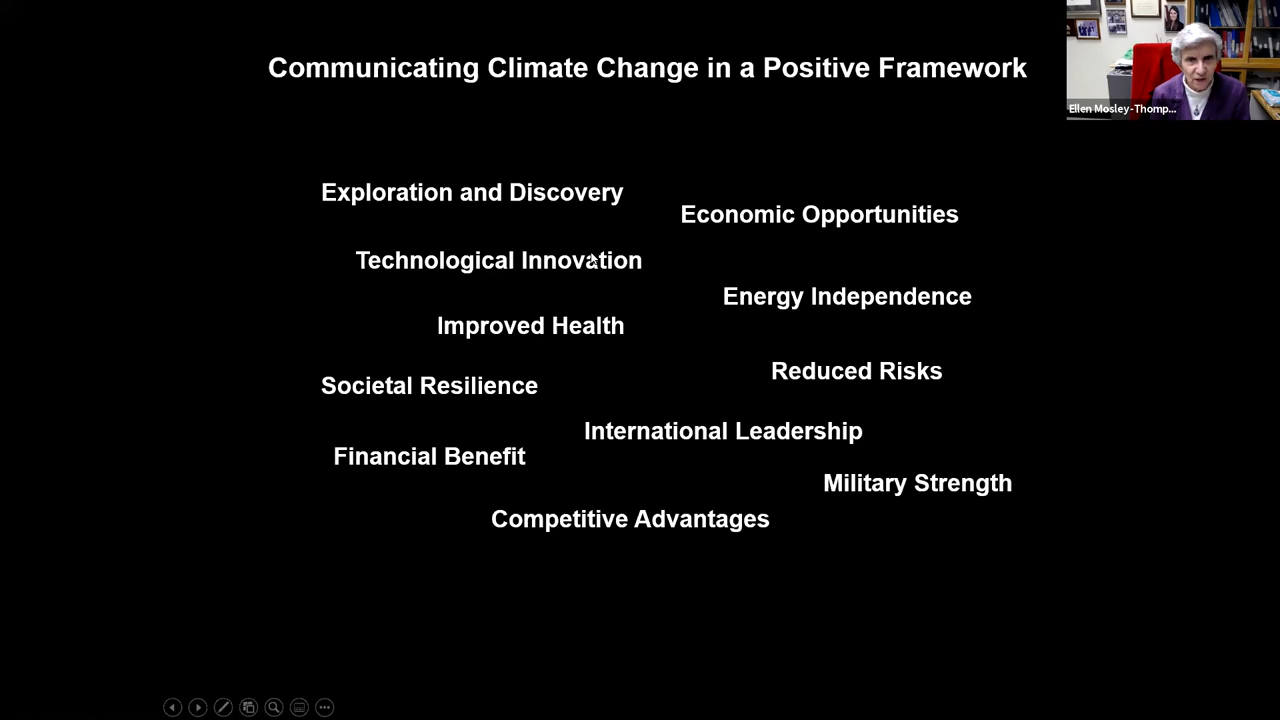 Communicating Climate Change in a Positive Framework
Ellen Mosley-Thomp...
Exploration and Discovery
Economic Opportunities
Technological Innovation
Energy Independence
Improved Health
Reduced Risks
Societal Resilience
International Leadership
Financial Benefit
Military Strength
Competitive Advantages